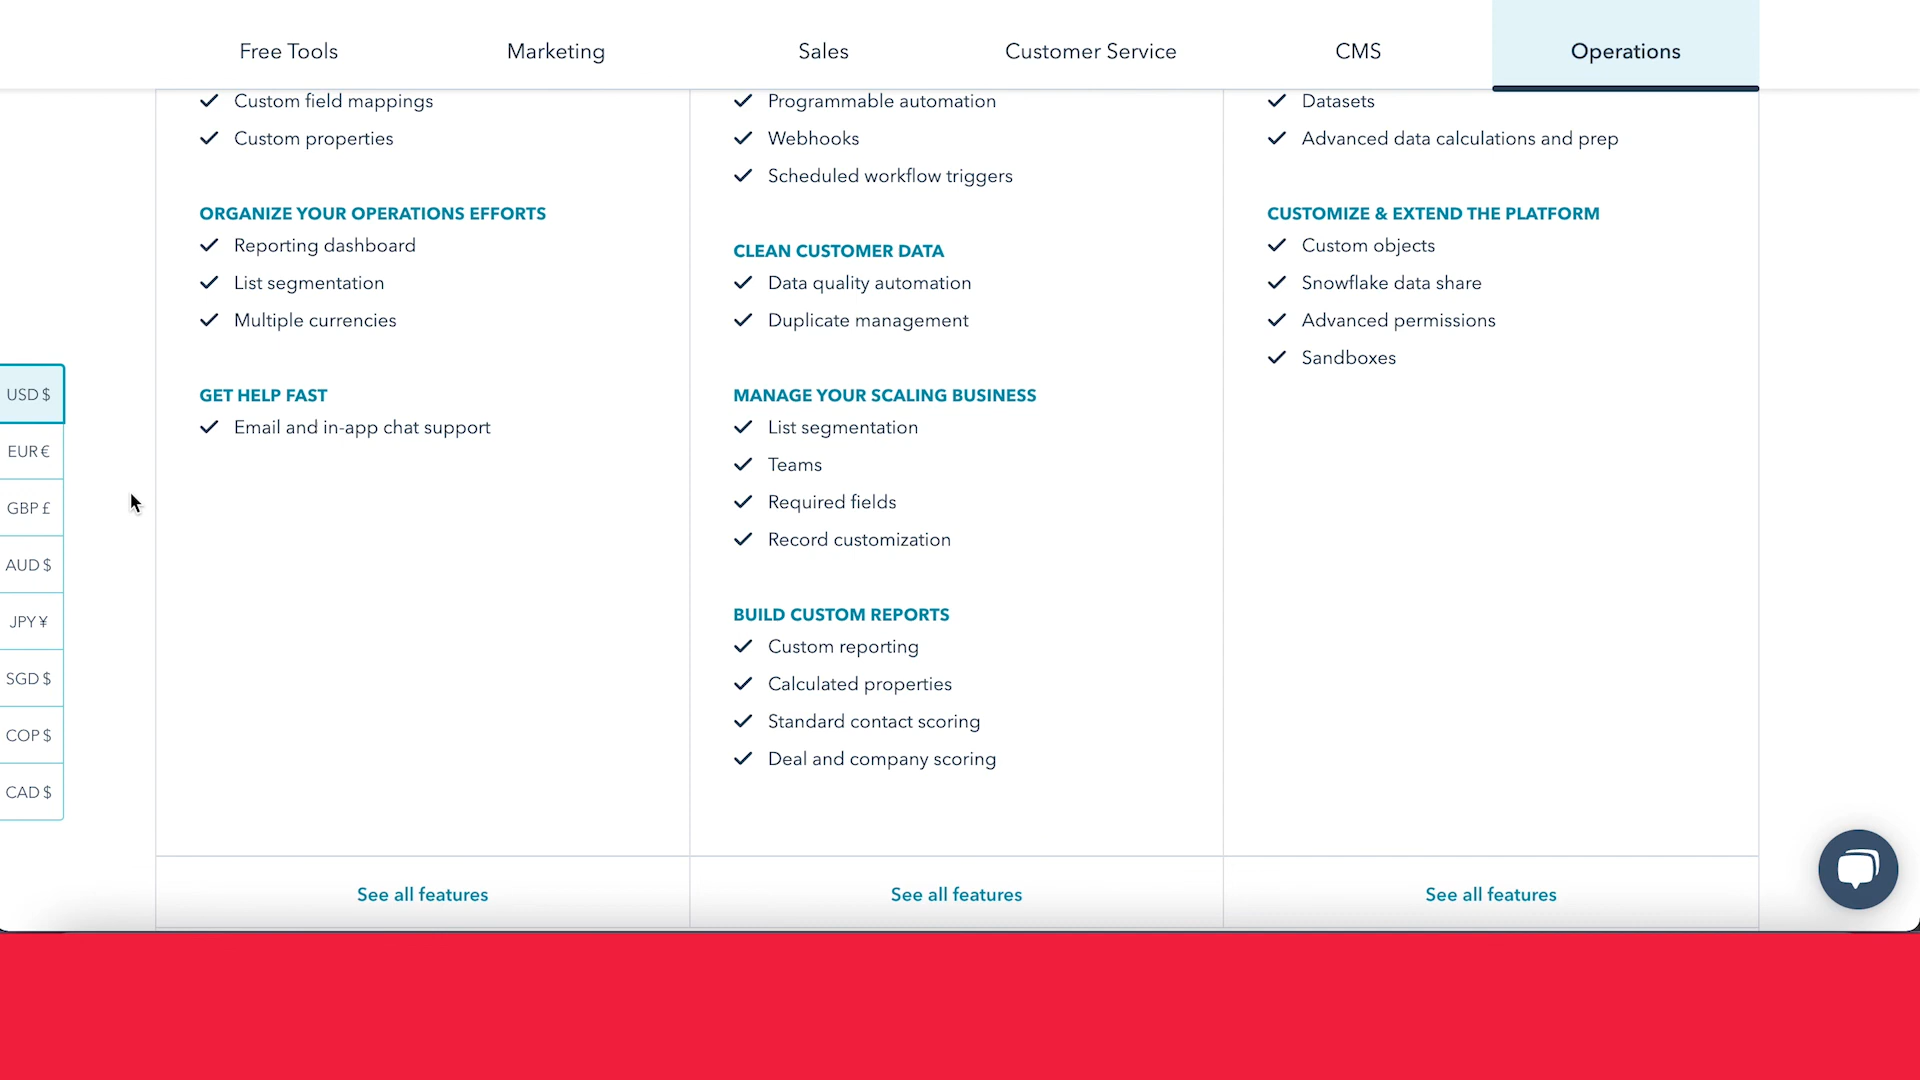 Free Tools
Marketing
Sales
Customer Service
CMS
Operations
Custom field mappings
Custom properties
ORGANIZE YOUR OPERATIONS EFFORTS
Reporting dashboard
List segmentation
Multiple currencies
GET HELP FAST
Email and in-app chat support
See all features
Programmable automation
Webhooks
Scheduled workflow triggers
CLEAN CUSTOMER DATA
Data quality automation
Duplicate management
MANAGE YOUR SCALING BUSINESS
List segmentation
Teams
Required fields
Record customization
BUILD CUSTOM REPORTS
Custom reporting
Calculated properties
Standard contact scoring
Deal and company scoring
See all features
Datasets
Advanced data calculations and prep
CUSTOMIZE & EXTEND THE PLATFORM
Custom objects
Snowflake data share
Advanced permissions
Sandboxes
See all features
USD $
EUR €
GBP £
AUD $
JPY ¥
SGD $
COP $
CAD $